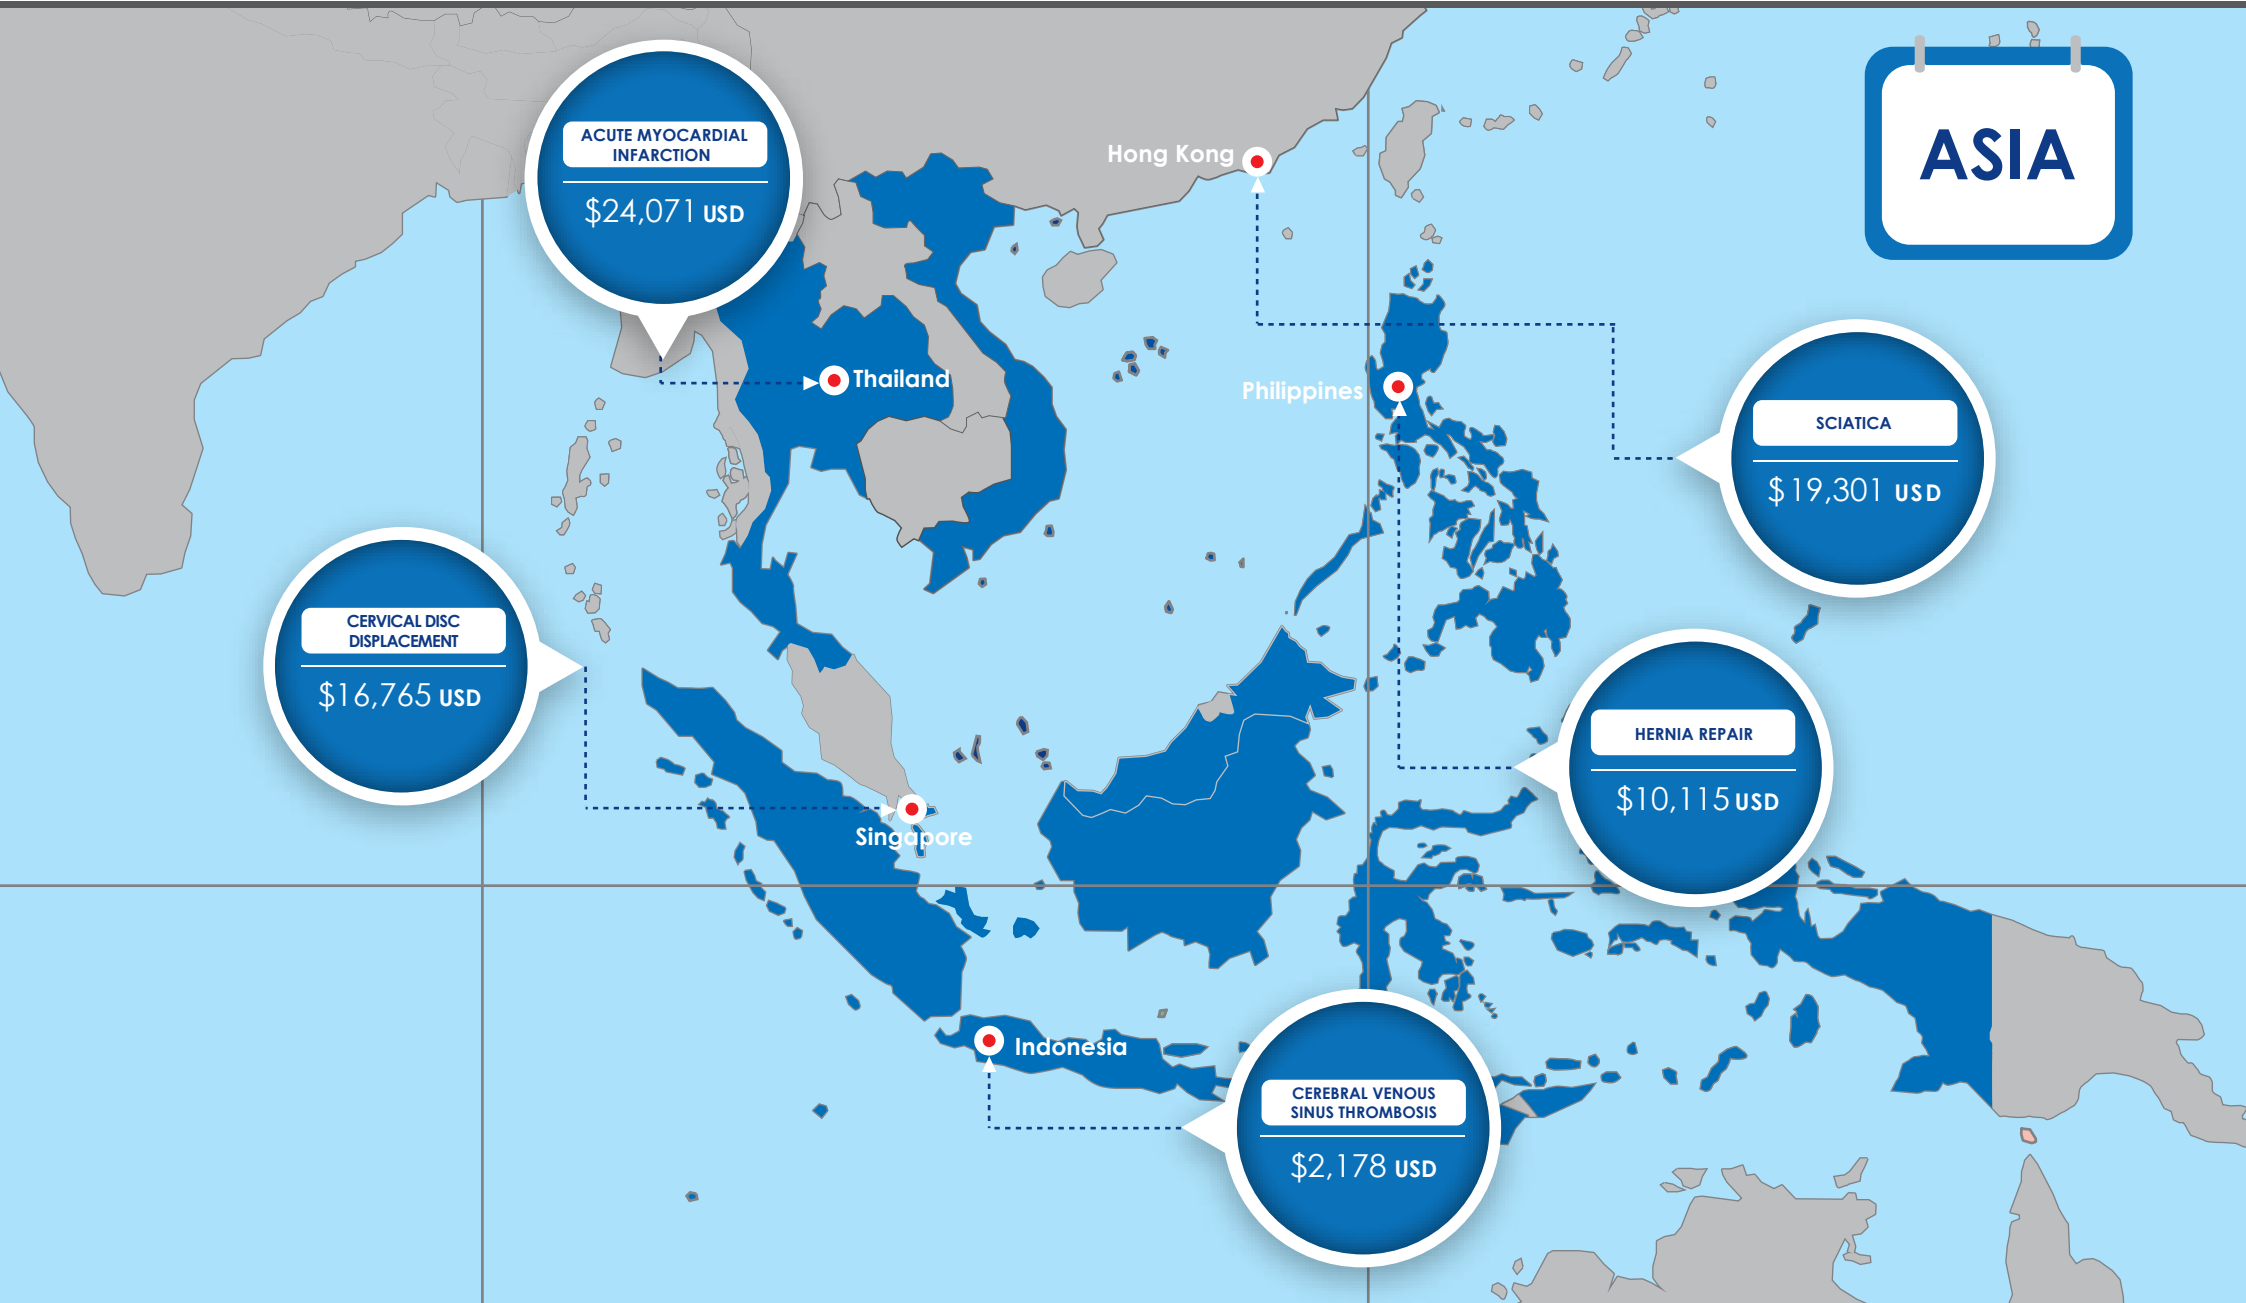 ASIA
ACUTE MYOCARDIAL
INFARCTION
$24,071 USD
Hong Kong
Thailand
Philippines
SCIATICA
$19,301 USD
CERVICAL DISC
DISPLACEMENT
$16,765 USD
HERNIA REPAIR
$10,115 USD
Singapore
Indonesia
CEREBRAL VENOUS
SINUS THROMBOSIS
$2,178 USD